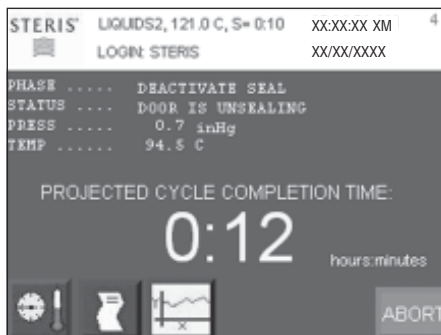 STERIS® LIQUIDS2, 121.0 C, S= 0:10 XX:XX:XX XM 4
LOGIN: STERIS XX/XX/XXXX
PHASE ..... DEACTIVATE SEAL
STATUS .... DOOR IS UNSEALING
PRESS ..... 0.7 inHg
TEMP ...... 94.5 C
PROJECTED CYCLE COMPLETION TIME:
0:12 hours:minutes
X
ABORT